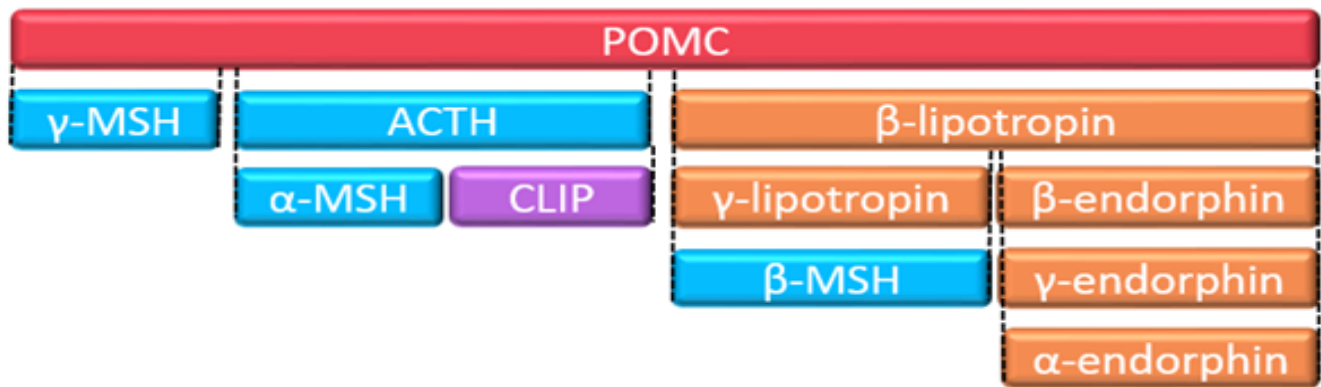 POMC
γ-MSH ACTH β-lipotropin
α-MSH CLIP γ-lipotropin β-endorphin
β-MSH γ-endorphin
α-endorphin